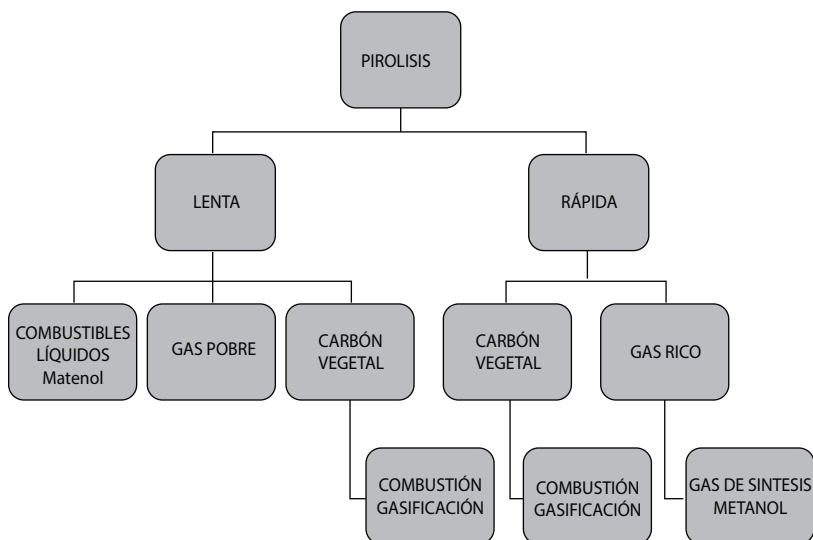 PIROLISIS
LENTA
RÁPIDA
COMBUSTIBLES
LÍQUIDOS
Matenol
GAS POBRE
CARBÓN
VEGETAL
CARBÓN
VEGETAL
GAS RICO
COMBUSTIÓN
GASIFICACIÓN
COMBUSTIÓN
GASIFICACIÓN
GAS DE SINTESIS
METANOL